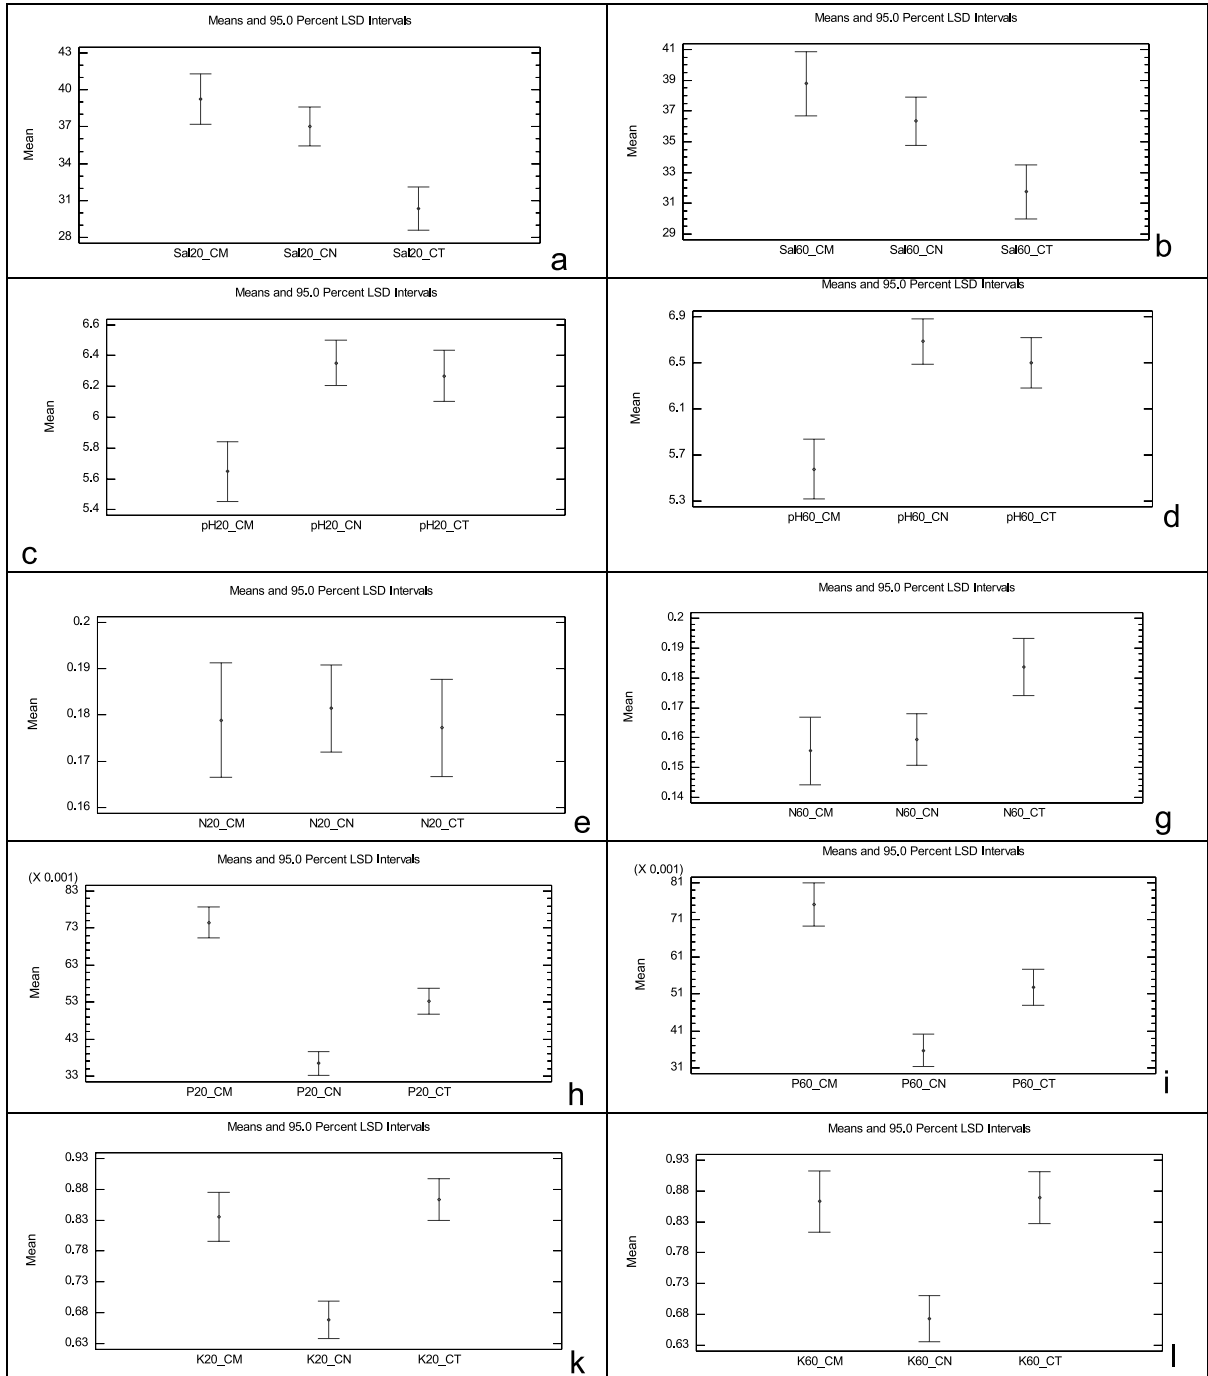 Means and 95.0 Percent LSD Intervals
43
40
37
34
31
28
Mean
Sal20_CM Sal20_CN Sal20_CT
a
Means and 95.0 Percent LSD Intervals
41
39
37
35
33
31
29
Mean
Sal60_CM Sal60_CN Sal60_CT
b
Means and 95.0 Percent LSD Intervals
6.6
6.4
6.2
6
5.8
5.6
5.4
Mean
pH20_CM pH20_CN pH20_CT
c
Means and 95.0 Percent LSD Intervals
6.9
6.5
6.1
5.7
5.3
Mean
pH60_CM pH60_CN pH60_CT
d
Means and 95.0 Percent LSD Intervals
0.2
0.19
0.18
0.17
0.16
Mean
N20_CM N20_CN N20_CT
e
Means and 95.0 Percent LSD Intervals
0.2
0.19
0.18
0.17
0.16
0.15
0.14
Mean
N60_CM N60_CN N60_CT
g
Means and 95.0 Percent LSD Intervals
(X 0.001)
83
73
63
53
43
33
Mean
P20_CM P20_CN P20_CT
h
Means and 95.0 Percent LSD Intervals
(X 0.001)
81
71
61
51
41
31
Mean
P60_CM P60_CN P60_CT
i
Means and 95.0 Percent LSD Intervals
0.93
0.88
0.83
0.78
0.73
0.68
0.63
Mean
K20_CM K20_CN K20_CT
k
Means and 95.0 Percent LSD Intervals
0.93
0.88
0.83
0.78
0.73
0.68
0.63
Mean
K60_CM K60_CN K60_CT
l